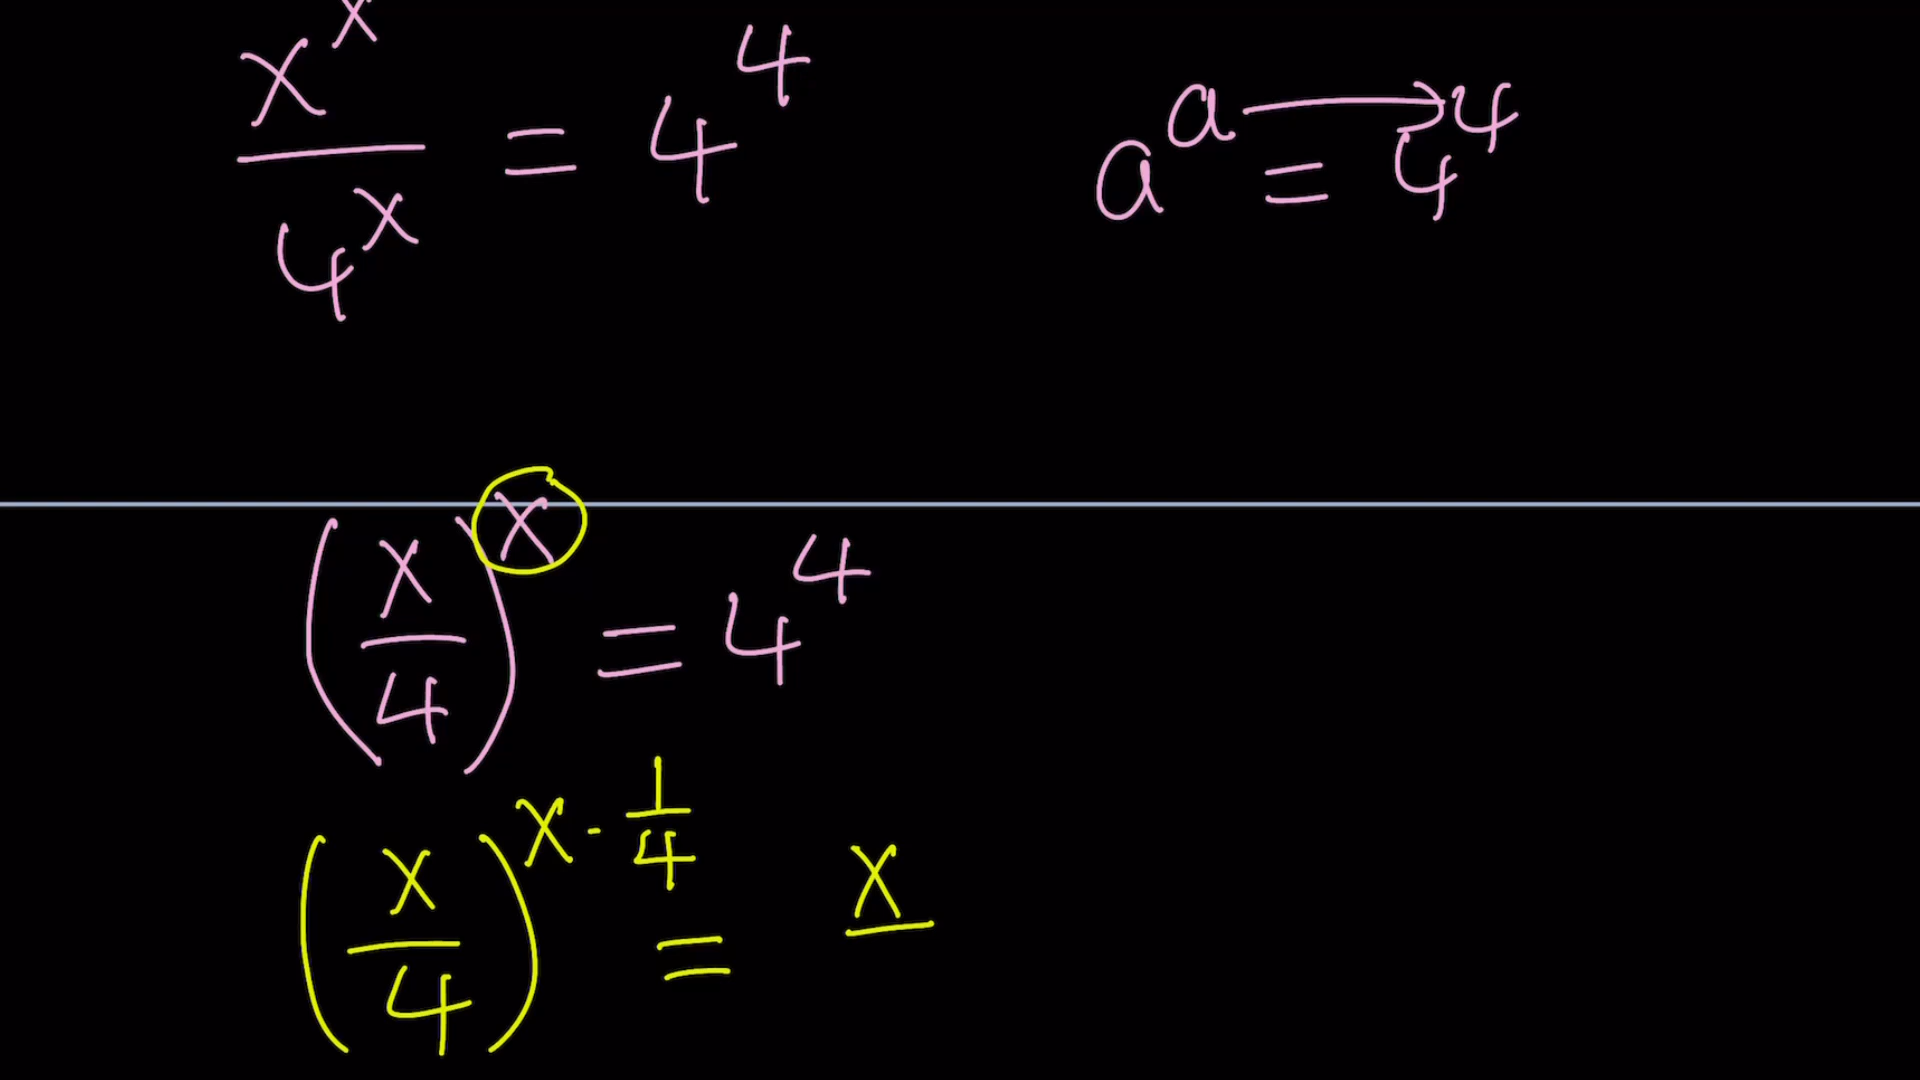 x^x / 4^x = 4^4
a^a → = 4^4
(x/4)^x = 4^4
(x/4)^(x · 1/4) = x/